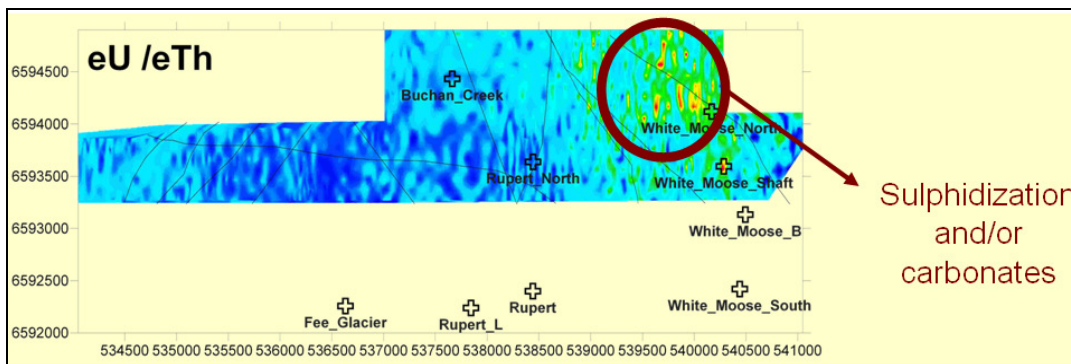 eU /eTh
6594500
6594000
6593500
6593000
6592500
6592000
Buchan_Creek
White_Moose_North
Rupert_North
White_Moose_Shaft
White_Moose_B
Fee_Glacier
Rupert_L
Rupert
White_Moose_South
534500 535000 535500 536000 536500 537000 537500 538000 538500 539000 539500 540000 540500 541000
Sulphidization
and/or
carbonates